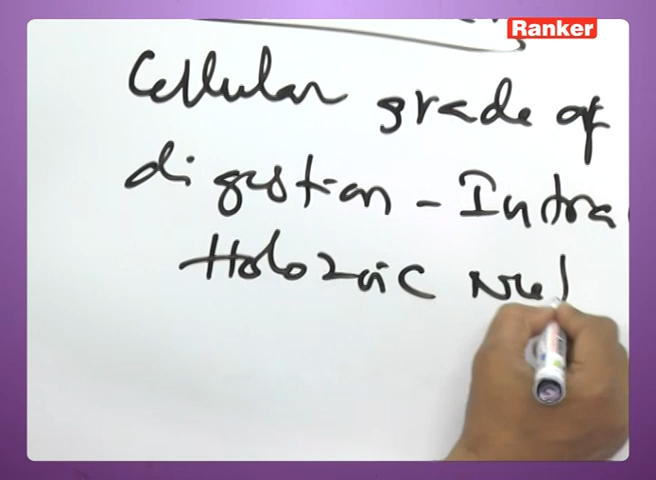 Ranker
Cellular grade of
digestion - Intra
Holozoic Nut